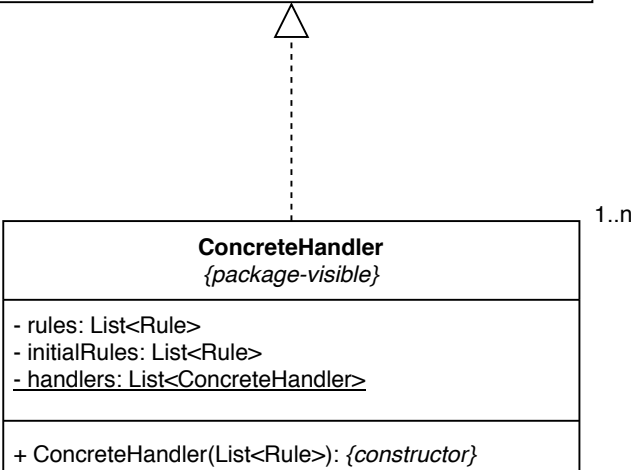 1..n
ConcreteHandler
{package-visible}
- rules: List<Rule>
- initialRules: List<Rule>
- handlers: List<ConcreteHandler>
+ ConcreteHandler(List<Rule>): {constructor}